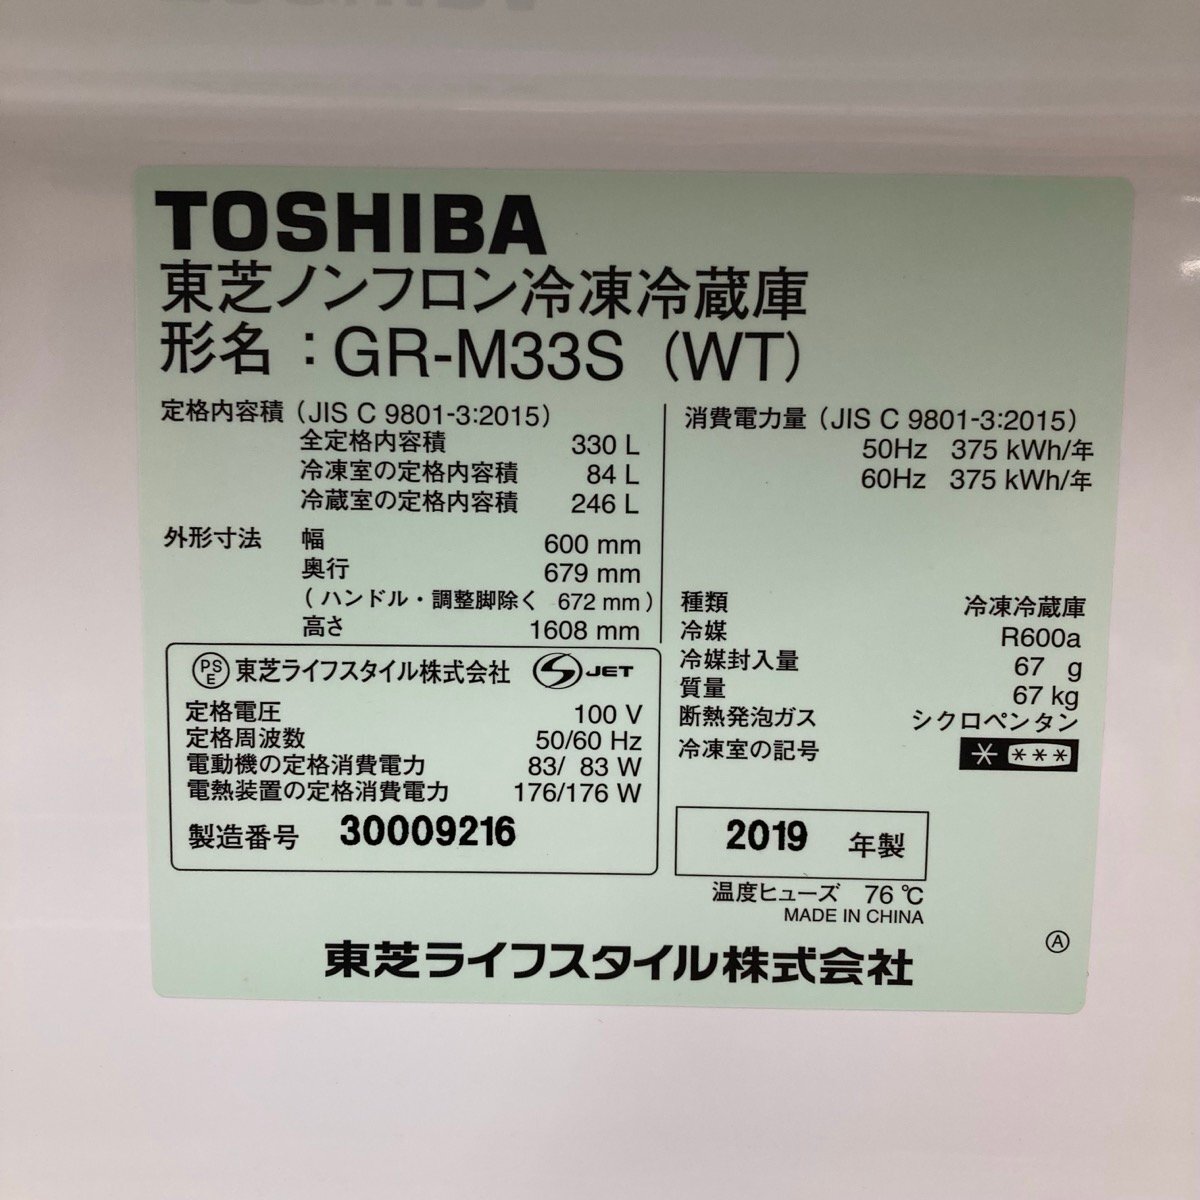 TOSHIBA
東芝ノンフロン冷凍冷蔵庫
形名：GR-M33S (WT)
定格内容積 (JIS C 9801-3:2015)
全定格内容積 330 L
冷凍室の定格内容積 84 L
冷蔵室の定格内容積 246 L
外形寸法 幅 600 mm
奥行 679 mm
(ハンドル・調整脚除く 672 mm)
高さ 1608 mm
消費電力量 (JIS C 9801-3:2015)
50Hz 375 kWh/年
60Hz 375 kWh/年
種類 冷凍冷蔵庫
冷媒 R600a
冷媒封入量 67 g
質量 67 kg
断熱発泡ガス シクロペンタン
冷凍室の記号 * ***
PSE 東芝ライフスタイル株式会社 S JET
定格電圧 100 V
定格周波数 50/60 Hz
電動機の定格消費電力 83/ 83 W
電熱装置の定格消費電力 176/176 W
製造番号 30009216
2019 年製
温度ヒューズ 76 ℃
MADE IN CHINA
Ⓐ
東芝ライフスタイル株式会社